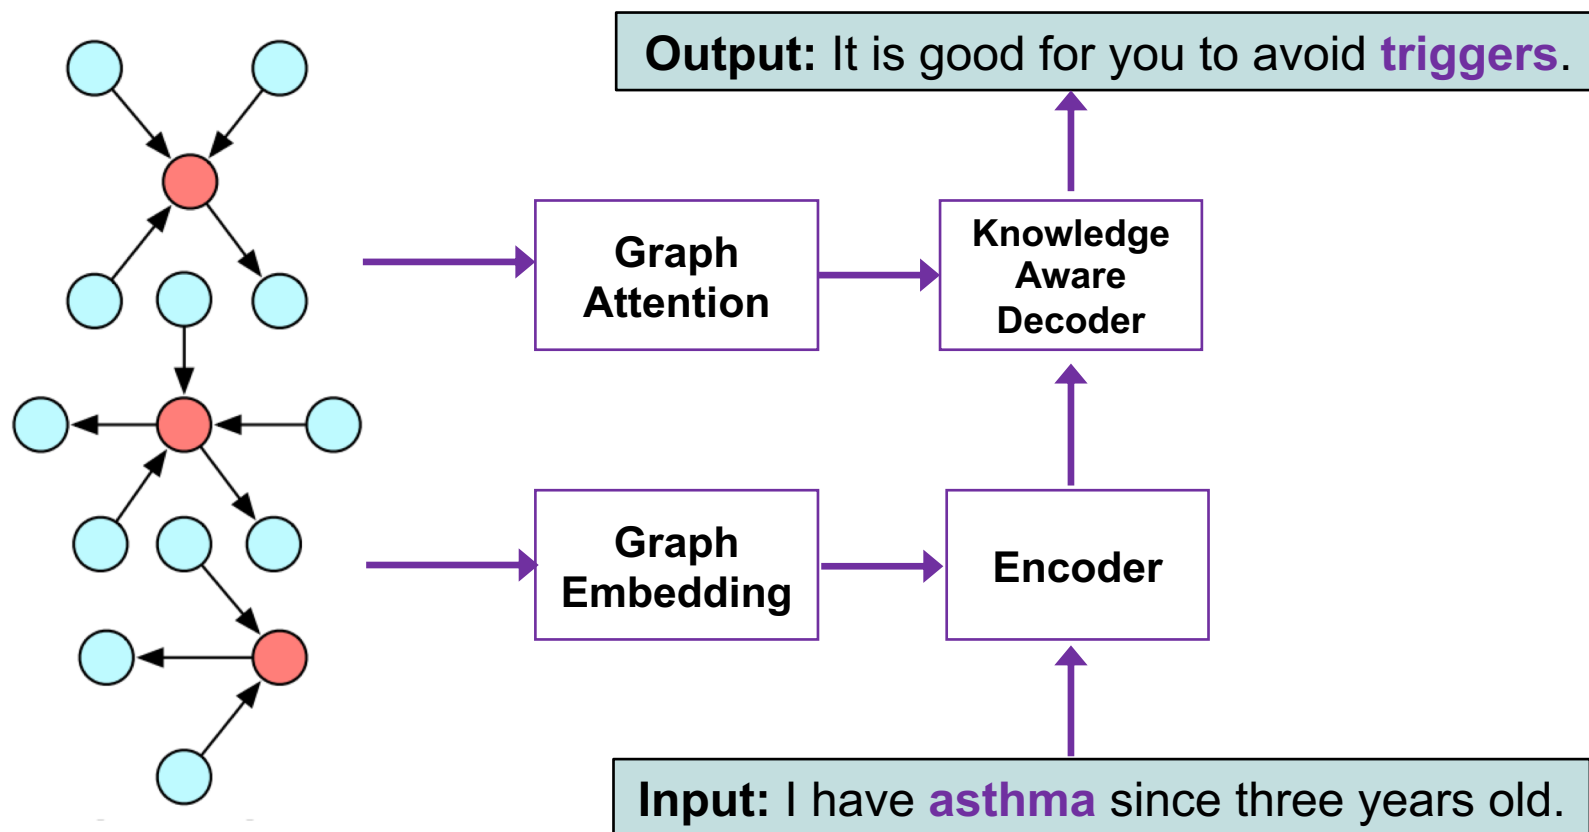 Output: It is good for you to avoid triggers.
Graph
Attention
Knowledge
Aware
Decoder
Graph
Embedding
Encoder
Input: I have asthma since three years old.